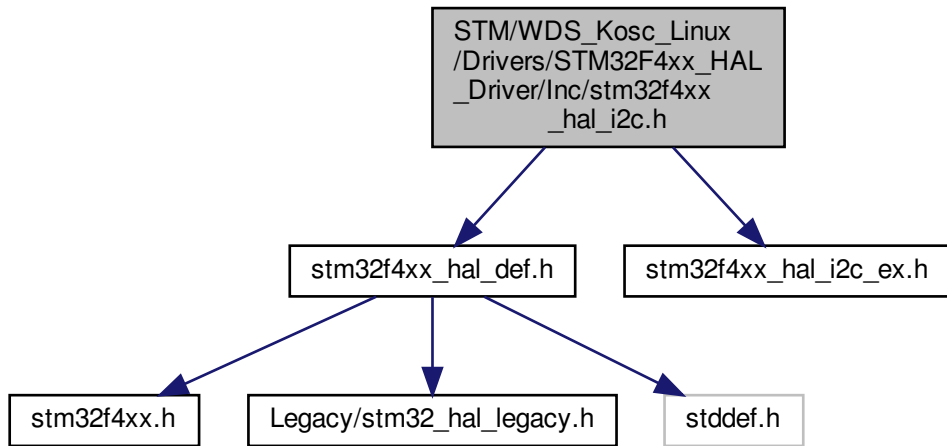 STM/WDS_Kosc_Linux
/Drivers/STM32F4xx_HAL
_Driver/Inc/stm32f4xx
_hal_i2c.h
stm32f4xx_hal_def.h
stm32f4xx_hal_i2c_ex.h
stm32f4xx.h
Legacy/stm32_hal_legacy.h
stddef.h